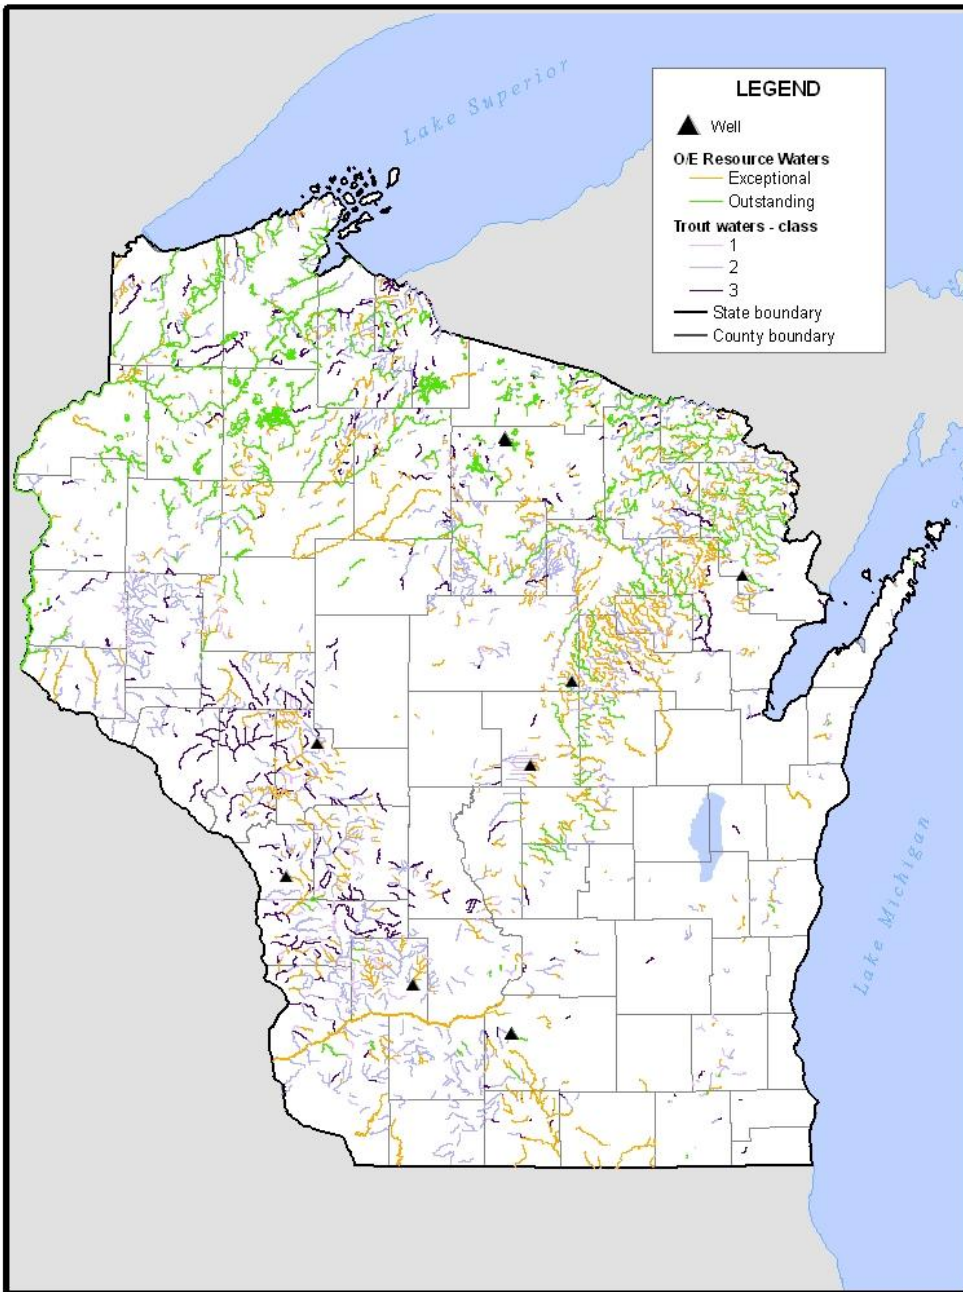 Lake Superior
LEGEND
Well
O/E Resource Waters
Exceptional
Outstanding
Trout waters - class
1
2
3
State boundary
County boundary
Lake Michigan